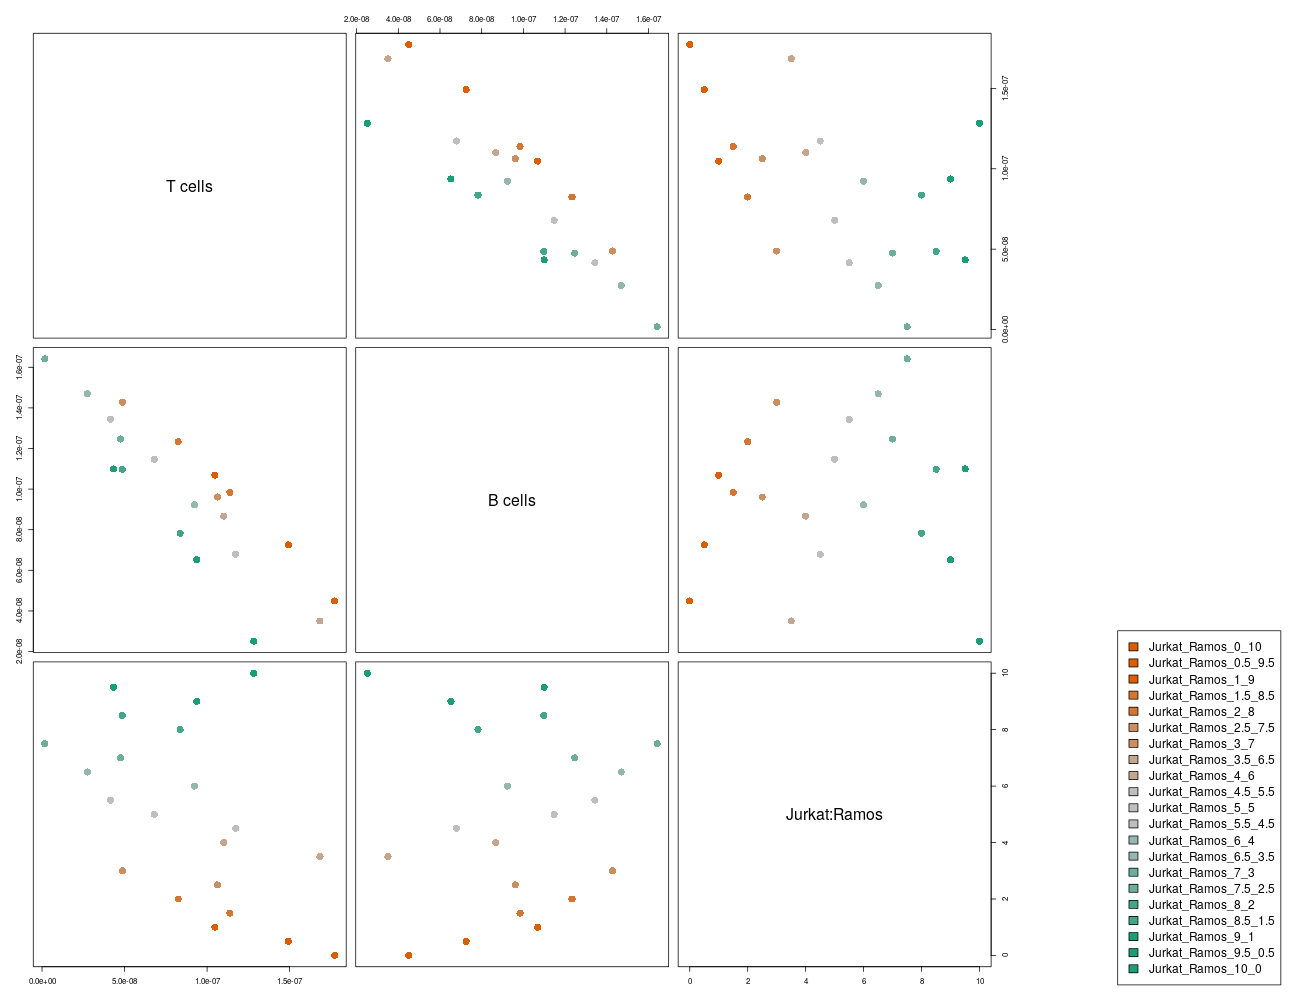 2.0e-08 4.0e-08 6.0e-08 1.0e-07 1.2e-07 1.4e-07 1.6e-07
T cells
0.0e+00 5.0e-08 1.0e-07 1.5e-07
2.0e-08 4.0e-08 6.0e-08 8.0e-08 1.0e-07 1.2e-07 1.4e-07 1.6e-07
B cells
Jurkat:Ramos
0 2 4 6 8 10
0.0e+00 5.0e-08 1.0e-07 1.5e-07
0 2 4 6 8 10
Jurkat_Ramos_0_10
Jurkat_Ramos_0.5_9.5
Jurkat_Ramos_1_9
Jurkat_Ramos_1.5_8.5
Jurkat_Ramos_2_8
Jurkat_Ramos_2.5_7.5
Jurkat_Ramos_3_7
Jurkat_Ramos_3.5_6.5
Jurkat_Ramos_4_6
Jurkat_Ramos_4.5_5.5
Jurkat_Ramos_5_5
Jurkat_Ramos_5.5_4.5
Jurkat_Ramos_6_4
Jurkat_Ramos_6.5_3.5
Jurkat_Ramos_7_3
Jurkat_Ramos_7.5_2.5
Jurkat_Ramos_8_2
Jurkat_Ramos_8.5_1.5
Jurkat_Ramos_9_1
Jurkat_Ramos_9.5_0.5
Jurkat_Ramos_10_0